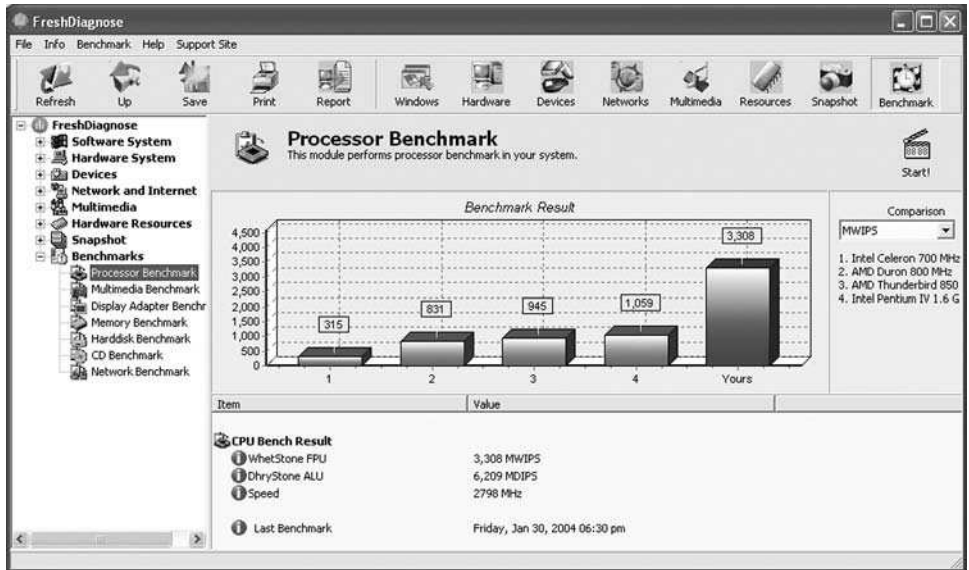 FreshDiagnose
File Info Benchmark Help Support Site
Refresh Up Save Print Report Windows Hardware Devices Networks Multimedia Resources Snapshot Benchmark
FreshDiagnose
Software System
Hardware System
Devices
Network and Internet
Multimedia
Hardware Resources
Snapshot
Benchmarks
Processor Benchmark
Multimedia Benchmark
Display Adapter Benchr
Memory Benchmark
Harddisk Benchmark
CD Benchmark
Network Benchmark
Processor Benchmark
This module performs processor benchmark in your system.
Start!
Benchmark Result
4,500
4,000
3,500
3,000
2,500
2,000
1,500
1,000
500
0
315
831
945
1,059
3,308
1 2 3 4 Yours
Comparison
MWIPS
1. Intel Celeron 700 MHz
2. AMD Duron 800 MHz
3. AMD Thunderbird 850
4. Intel Pentium IV 1.6 G
Item Value
CPU Bench Result
WhetStone FPU 3,308 MWIPS
DhryStone ALU 6,209 MDIPS
Speed 2798 MHz
Last Benchmark Friday, Jan 30, 2004 06:30 pm